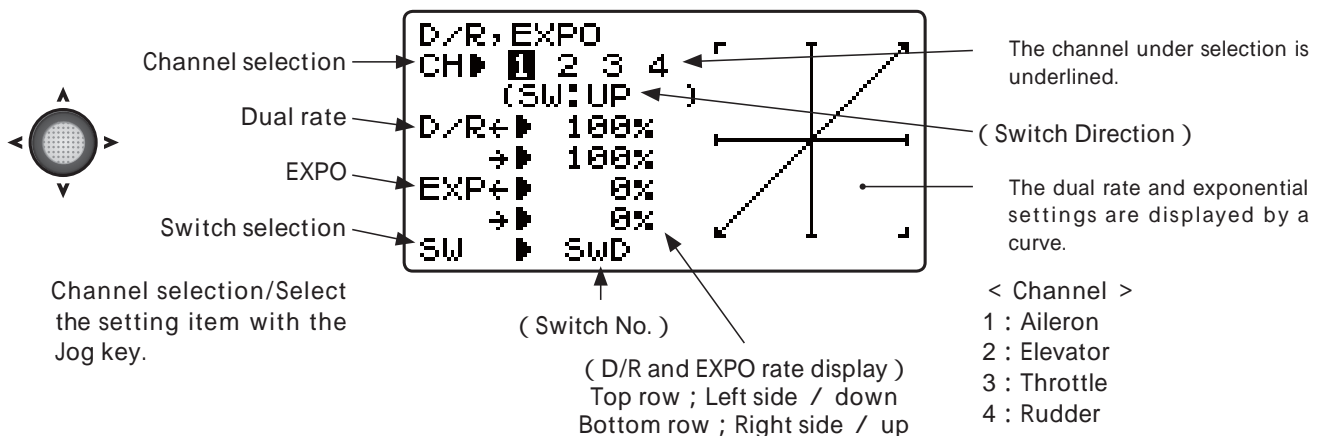 D/R,EXPO
CH 1 2 3 4
(SW:UP )
D/R← 100%
→ 100%
EXP← 0%
→ 0%
SW SwD
Channel selection
Dual rate
EXPO
Switch selection
Channel selection/Select
the setting item with the
Jog key.
( Switch No. )
( D/R and EXPO rate display )
Top row ; Left side / down
Bottom row ; Right side / up
The channel under selection is
underlined.
( Switch Direction )
The dual rate and exponential
settings are displayed by a
curve.
< Channel >
1 : Aileron
2 : Elevator
3 : Throttle
4 : Rudder